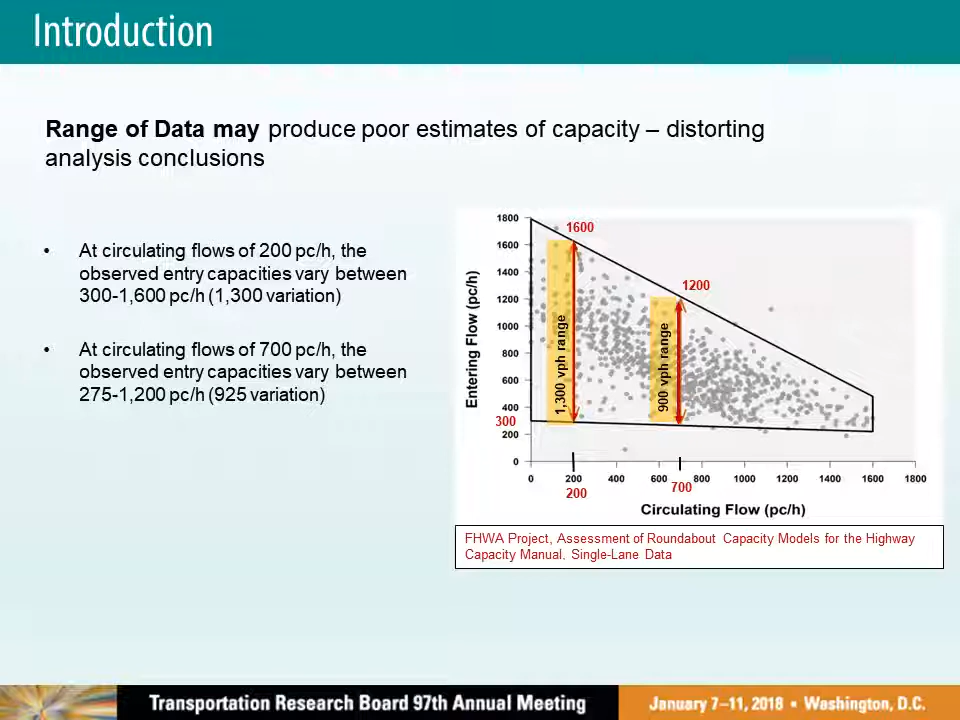 Introduction
Range of Data may produce poor estimates of capacity – distorting
analysis conclusions
• At circulating flows of 200 pc/h, the
observed entry capacities vary between
300-1,600 pc/h (1,300 variation)
• At circulating flows of 700 pc/h, the
observed entry capacities vary between
275-1,200 pc/h (925 variation)
Entering Flow (pc/h)
1800
1600
1400
1200
1000
800
600
400
200
0
300
1600
1200
1,300 vph range
900 vph range
0 200 400 600 800 1000 1200 1400 1600 1800
200
700
Circulating Flow (pc/h)
FHWA Project, Assessment of Roundabout Capacity Models for the Highway
Capacity Manual. Single-Lane Data
Transportation Research Board 97th Annual Meeting
January 7–11, 2018 • Washington, D.C.